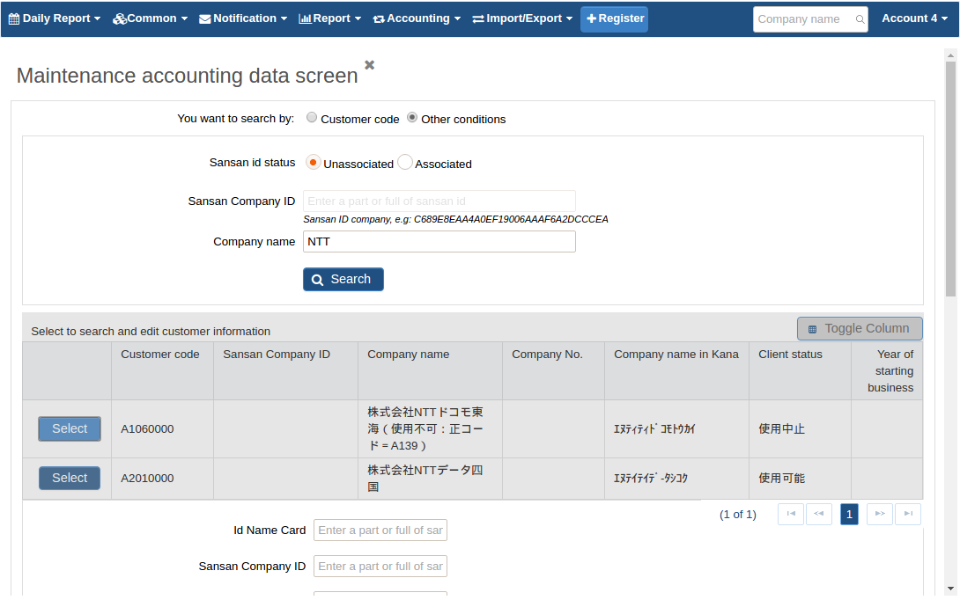 Daily Report Common Notification Report Accounting Import/Export Register Company name Account 4
Maintenance accounting data screen
You want to search by: Customer code Other conditions
Sansan id status Unassociated Associated
Sansan Company ID Enter a part or full of sansan id
Sansan ID company, e.g: C689E8EAA4A0EF19006AAAF6A2DCCCEA
Company name NTT
Search
Select to search and edit customer information Toggle Column
Customer code Sansan Company ID Company name Company No. Company name in Kana Client status Year of
starting
business
株式会社NTTドコモ東
Select A1060000 海(使用不可:正コー ｴﾇﾃｨﾃｨﾄﾞｺﾓﾄｳｶｲ 使用中止
ド=A139)
株式会社NTTデータ四
Select A2010000 国 ｴﾇﾃｲﾃｲﾃﾞ-ﾀｼｺｸ 使用可能
(1 of 1) 1
Id Name Card Enter a part or full of sar
Sansan Company ID Enter a part or full of sar